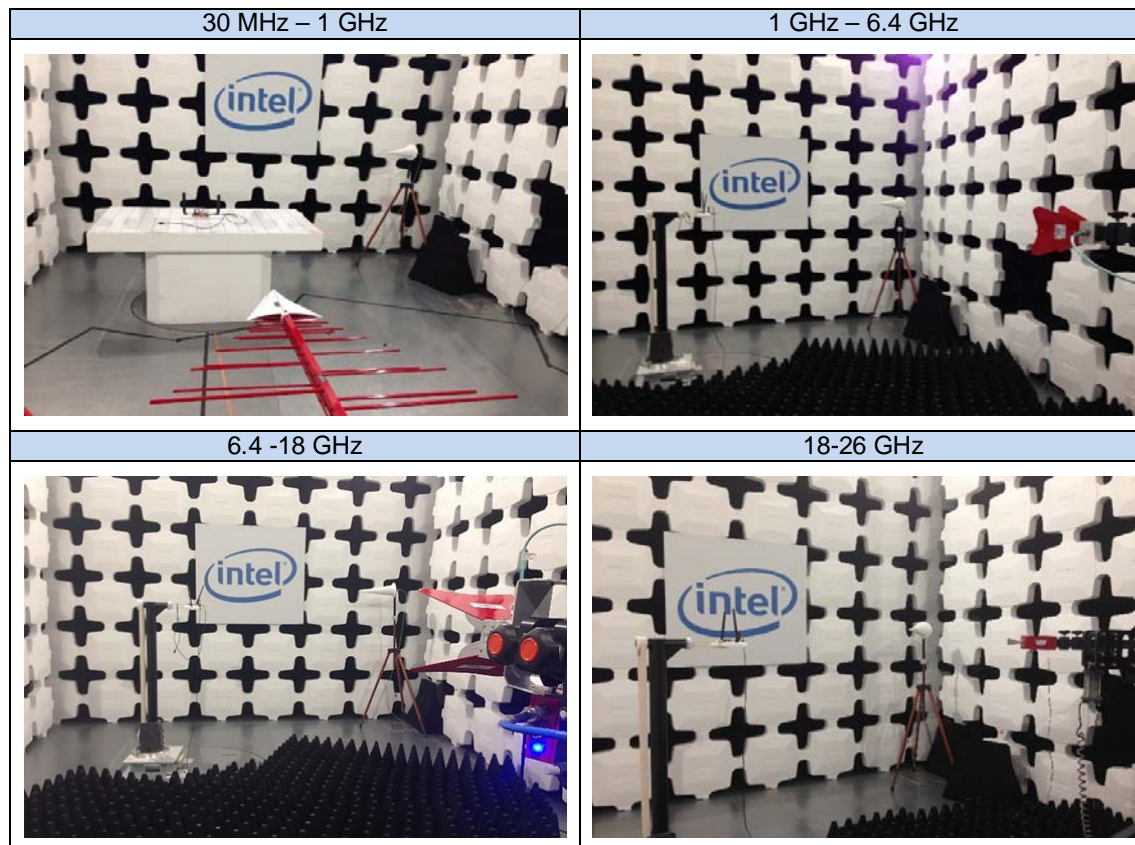 30 MHz – 1 GHz
1 GHz – 6.4 GHz
intel
intel
6.4 -18 GHz
18-26 GHz
intel
intel